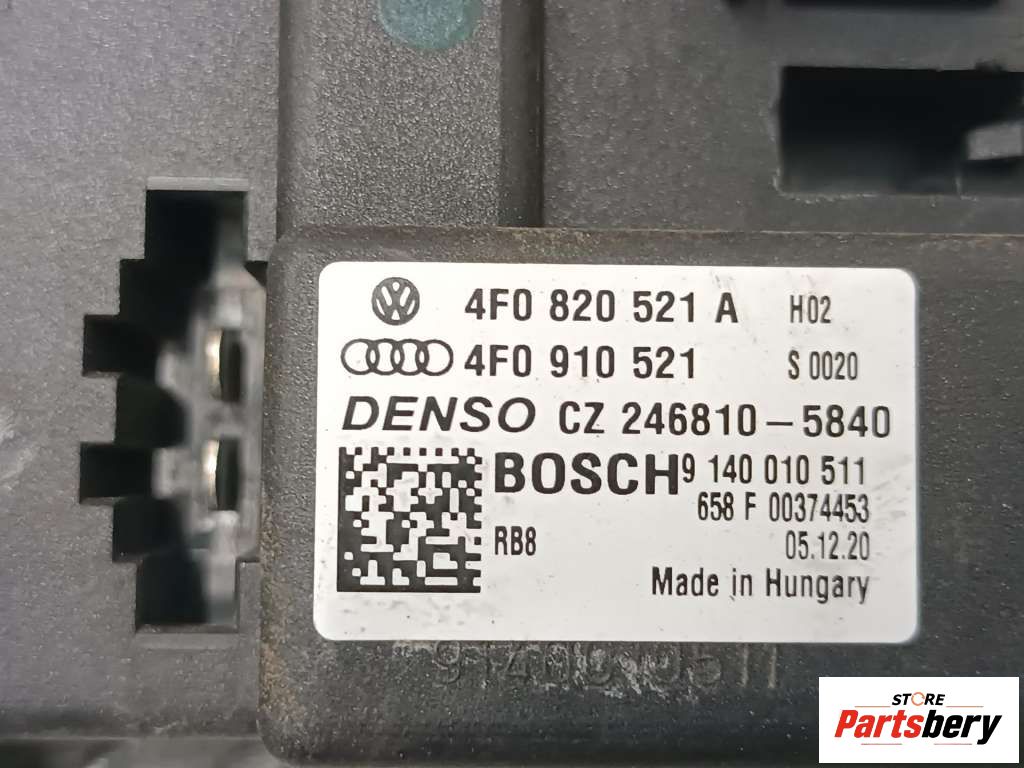 4F0 820 521 A H02
4F0 910 521 S 0020
DENSO CZ 246810-5840
BOSCH 9 140 010 511
658 F 00374453
RB8 05.12.20
Made in Hungary
9140010511
STORE
Partsbery